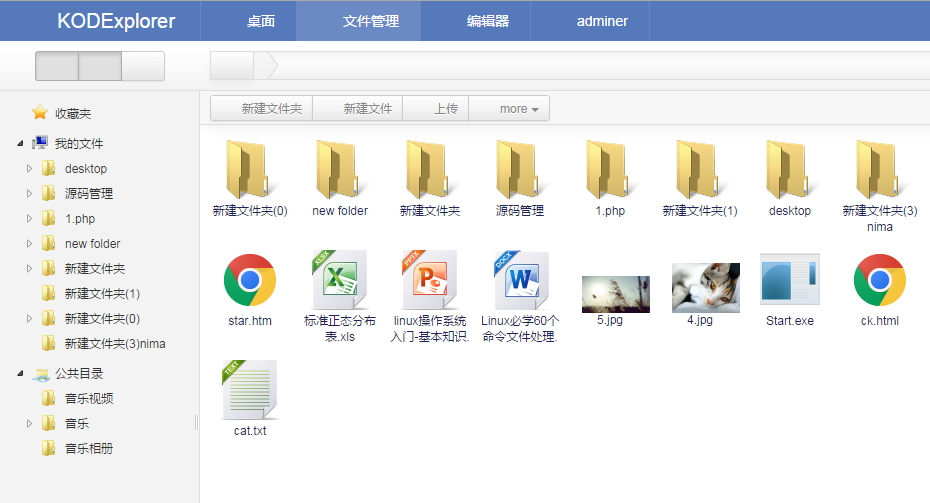 KODExplorer 桌面 文件管理 编辑器 adminer
新建文件夹 新建文件 上传 more
收藏夹
我的文件
desktop
源码管理
1.php
new folder
新建文件夹
新建文件夹(1)
新建文件夹(0)
新建文件夹(3)nima
公共目录
音乐视频
音乐
音乐相册
新建文件夹(0) new folder 新建文件夹 源码管理 1.php 新建文件夹(1) desktop 新建文件夹(3)
nima
XLSX PPTX DOCX
star.htm 标准正态分布 linux操作系统 Linux必学60个 5.jpg 4.jpg Start.exe ck.html
表.xls 入门-基本知识. 命令文件处理.
TEXT
cat.txt